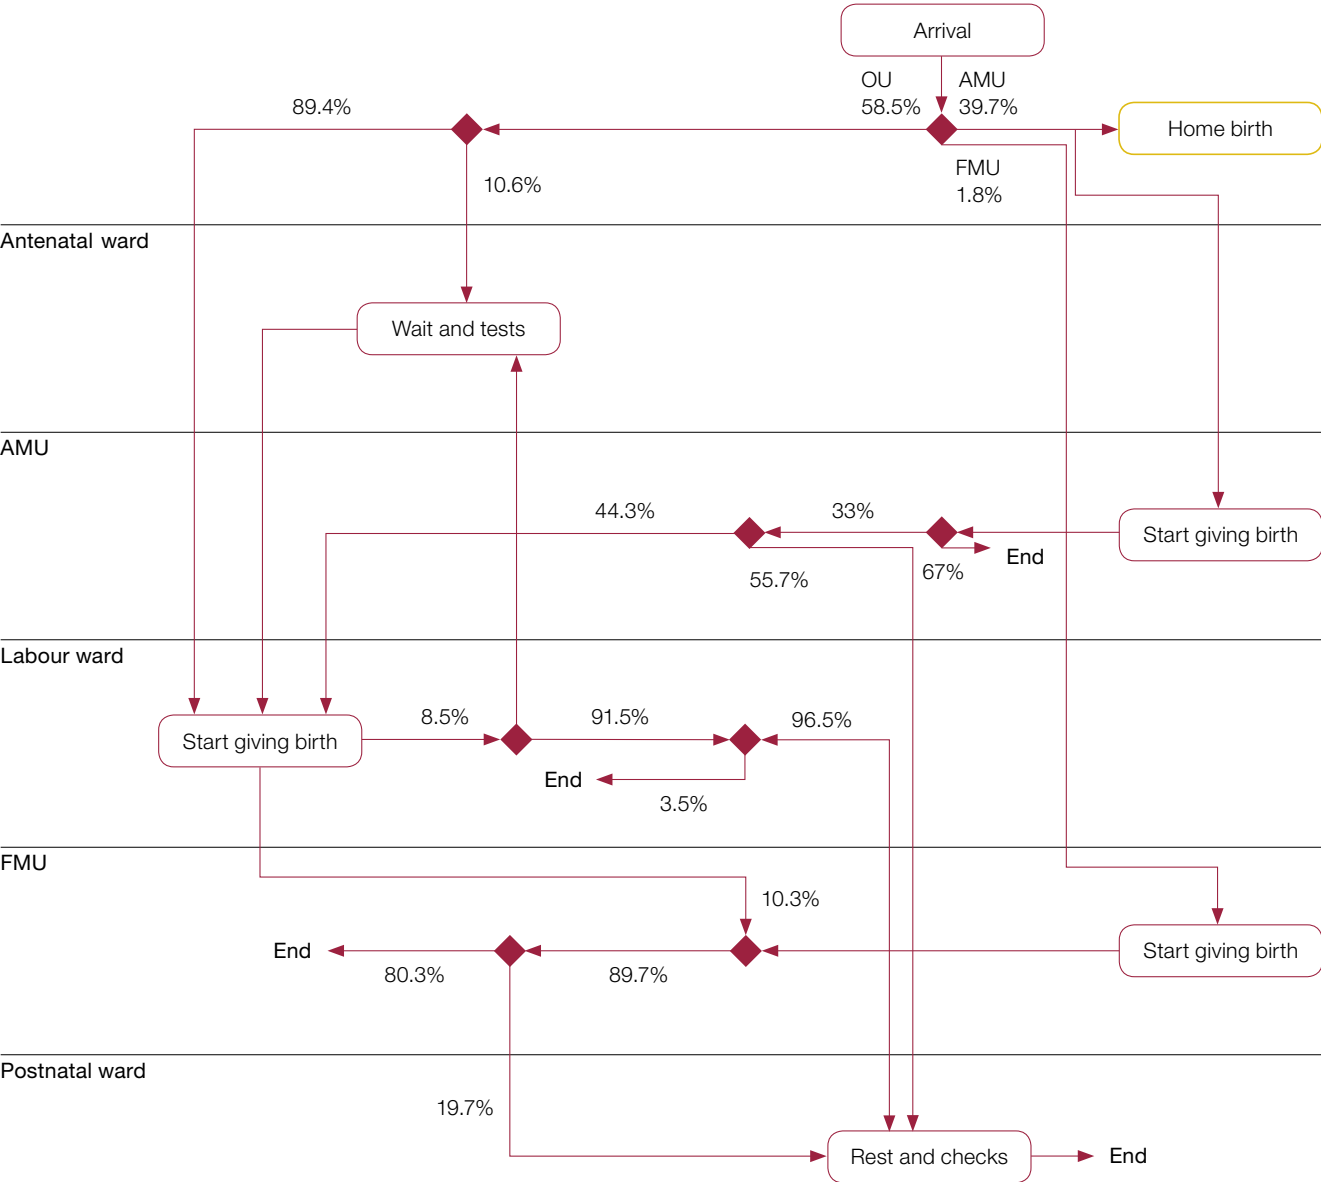 Arrival
OU
58.5%
AMU
39.7%
89.4%
Home birth
FMU
1.8%
10.6%
Antenatal ward
Wait and tests
AMU
44.3%
33%
Start giving birth
End
67%
55.7%
Labour ward
8.5%
91.5%
96.5%
Start giving birth
End
3.5%
FMU
10.3%
End
Start giving birth
80.3%
89.7%
Postnatal ward
19.7%
Rest and checks
End